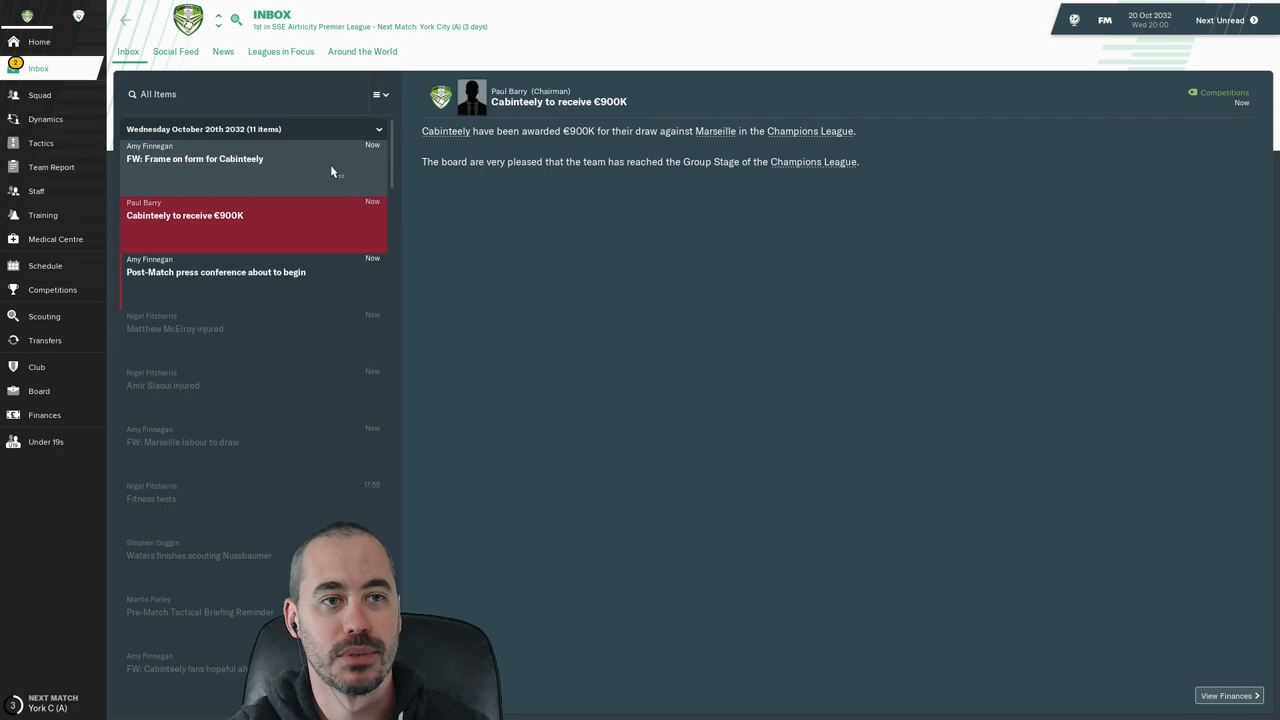 INBOX
1st in SSE Airtricity Premier League - Next Match: York City (A) (3 days)
FM
20 Oct 2032
Wed 20:00
Next Unread
Inbox
Social Feed
News
Leagues in Focus
Around the World
Home
2
Inbox
Squad
Dynamics
Tactics
Team Report
Staff
Training
Medical Centre
Schedule
Competitions
Scouting
Transfers
Club
Board
Finances
Under 19s
3
NEXT MATCH
York C (A)
All Items
Wednesday October 20th 2032 (11 items)
Amy Finnegan
Now
FW: Frame on form for Cabinteely
Paul Barry
Now
Cabinteely to receive €900K
Amy Finnegan
Now
Post-Match press conference about to begin
Nigel Fitzharris
Now
Matthew McElroy injured
Nigel Fitzharris
Now
Amir Slaoui injured
Amy Finnegan
Now
FW: Marseille labour to draw
Nigel Fitzharris
17:55
Fitness tests
Stephen Goggin
Waters finishes scouting Nussbaumer
Martin Farley
Pre-Match Tactical Briefing Reminder
Amy Finnegan
FW: Cabinteely fans hopeful
Paul Barry (Chairman)
Cabinteely to receive €900K
Competitions
Now
Cabinteely have been awarded €900K for their draw against Marseille in the Champions League.
The board are very pleased that the team has reached the Group Stage of the Champions League.
View Finances